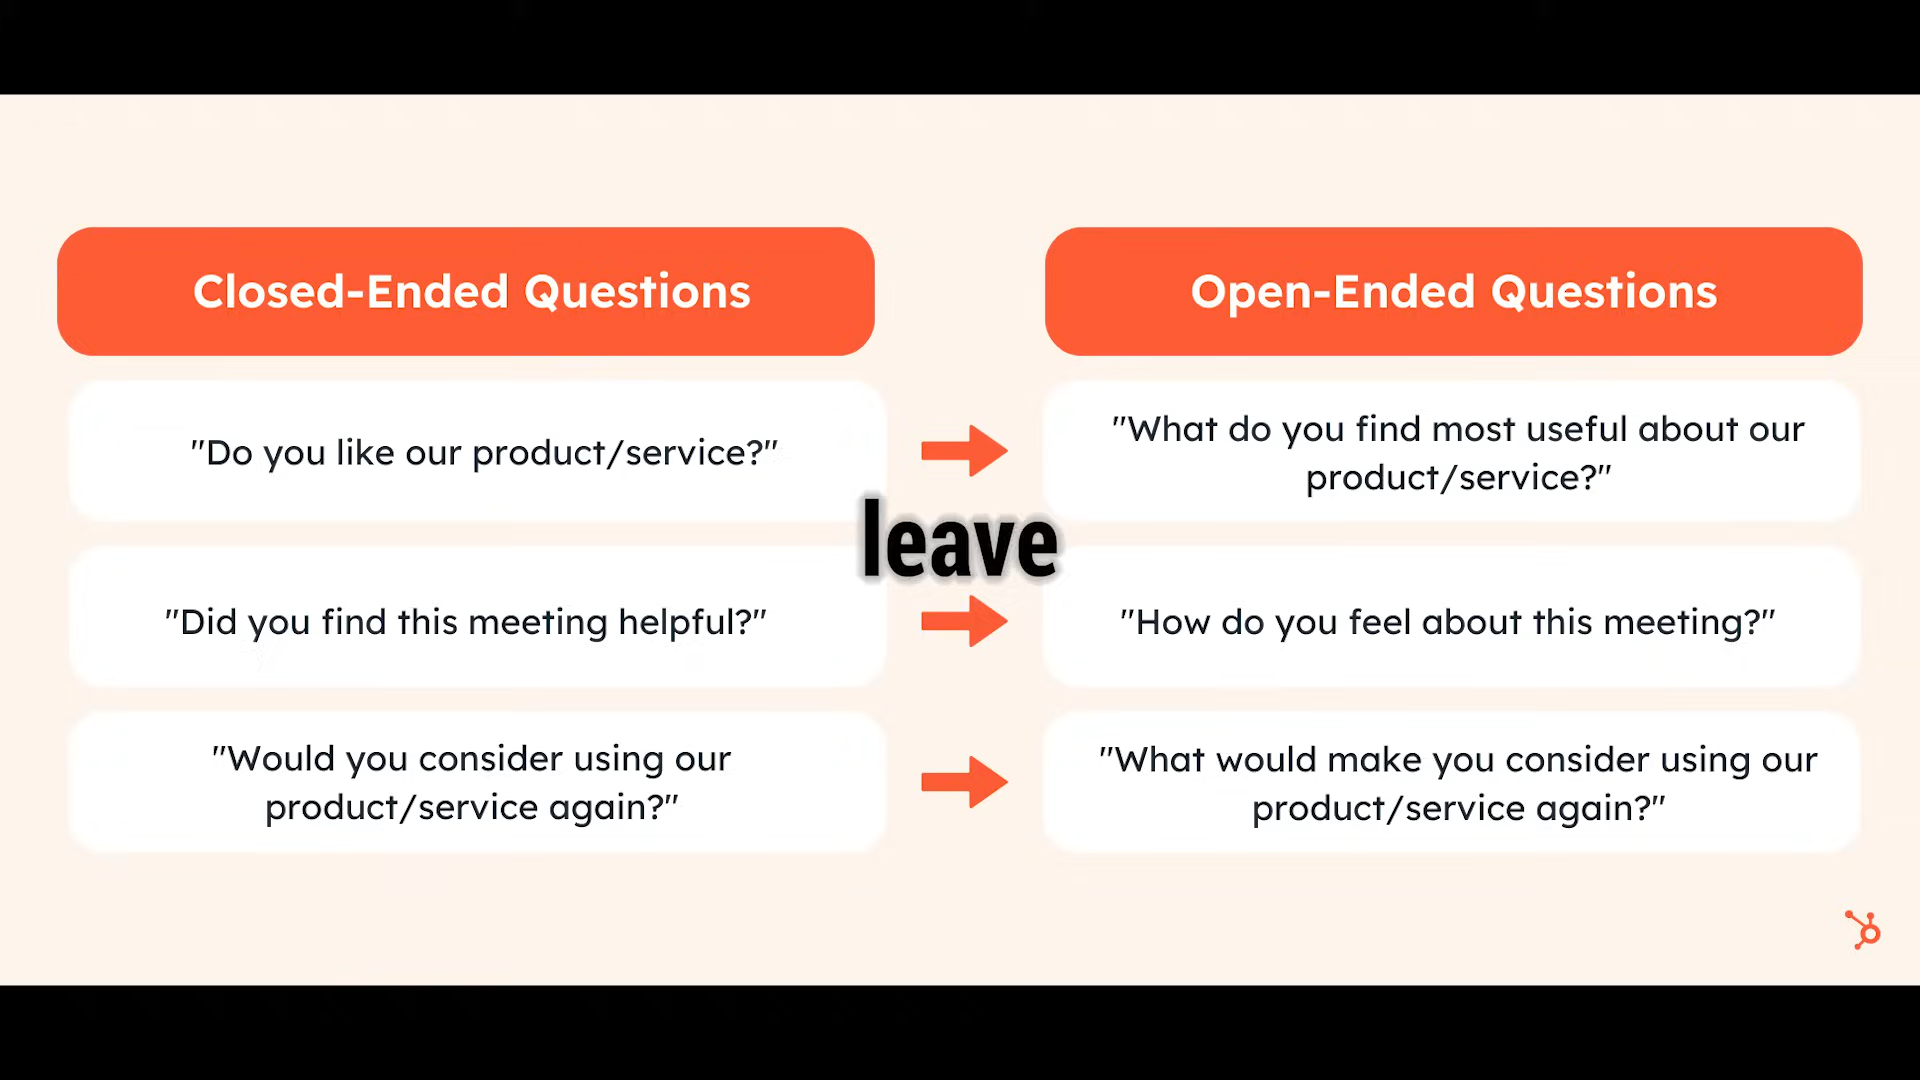 Closed-Ended Questions
Open-Ended Questions
"Do you like our product/service?"
"What do you find most useful about our
product/service?"
leave
"Did you find this meeting helpful?"
"How do you feel about this meeting?"
"Would you consider using our
product/service again?"
"What would make you consider using our
product/service again?"